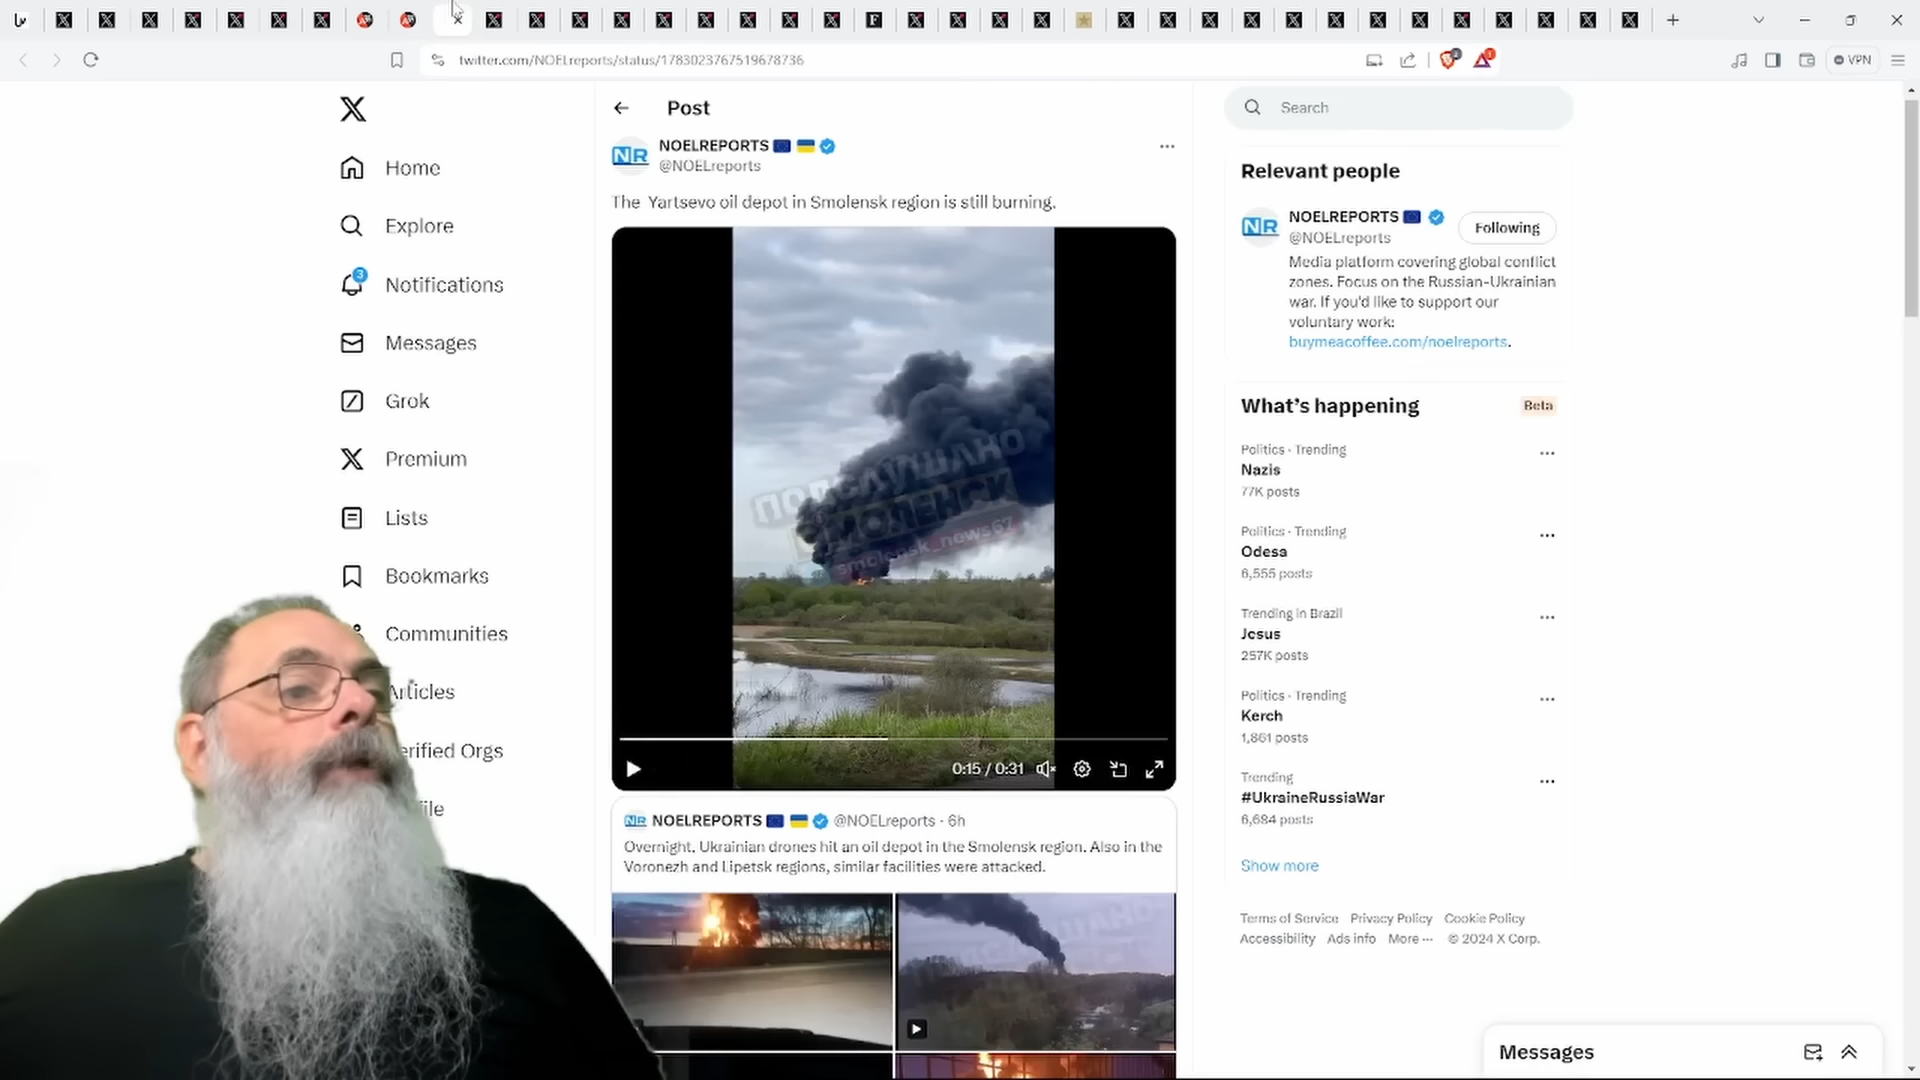 twitter.com/NOELreports/status/1783023767519678736
VPN
Home
Explore
3
Notifications
Messages
Grok
Premium
Lists
Bookmarks
Communities
Articles
erified Orgs
file
Post
NOELREPORTS
@NOELreports
The Yartsevo oil depot in Smolensk region is still burning.
ПОДСЛУШАНО
СМОЛЕНСК
smolensk_news67
0:15 / 0:31
NOELREPORTS @NOELreports · 6h
Overnight, Ukrainian drones hit an oil depot in the Smolensk region. Also in the
Voronezh and Lipetsk regions, similar facilities were attacked.
Search
Relevant people
NOELREPORTS
@NOELreports
Following
Media platform covering global conflict
zones. Focus on the Russian-Ukrainian
war. If you'd like to support our
voluntary work:
buymeacoffee.com/noelreports.
What's happening
Beta
Politics · Trending
Nazis
77K posts
Politics · Trending
Odesa
6,555 posts
Trending in Brazil
Jesus
257K posts
Politics · Trending
Kerch
1,861 posts
Trending
#UkraineRussiaWar
6,684 posts
Show more
Terms of Service Privacy Policy Cookie Policy
Accessibility Ads info More ··· © 2024 X Corp.
Messages